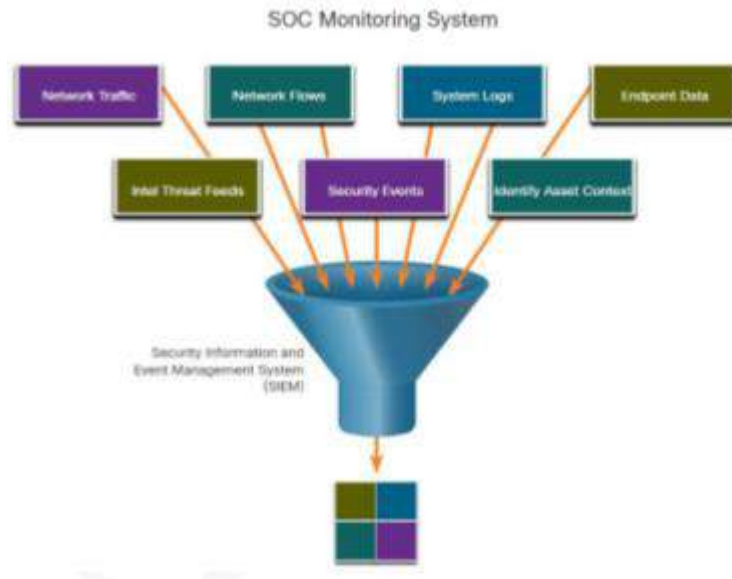 SOC Monitoring System
Network Traffic
Network Flows
System Logs
Endpoint Data
Intel Threat Feeds
Security Events
Identify Asset Context
Security Information and
Event Management System
(SIEM)